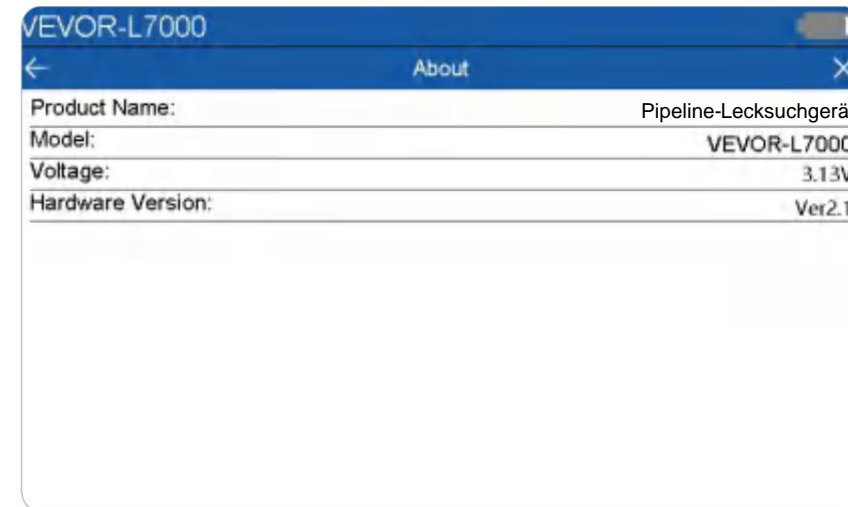 VEVOR-L7000
← About ×
Product Name: Pipeline-Lecksuchgerä
Model: VEVOR-L7000
Voltage: 3.13V
Hardware Version: Ver2.1